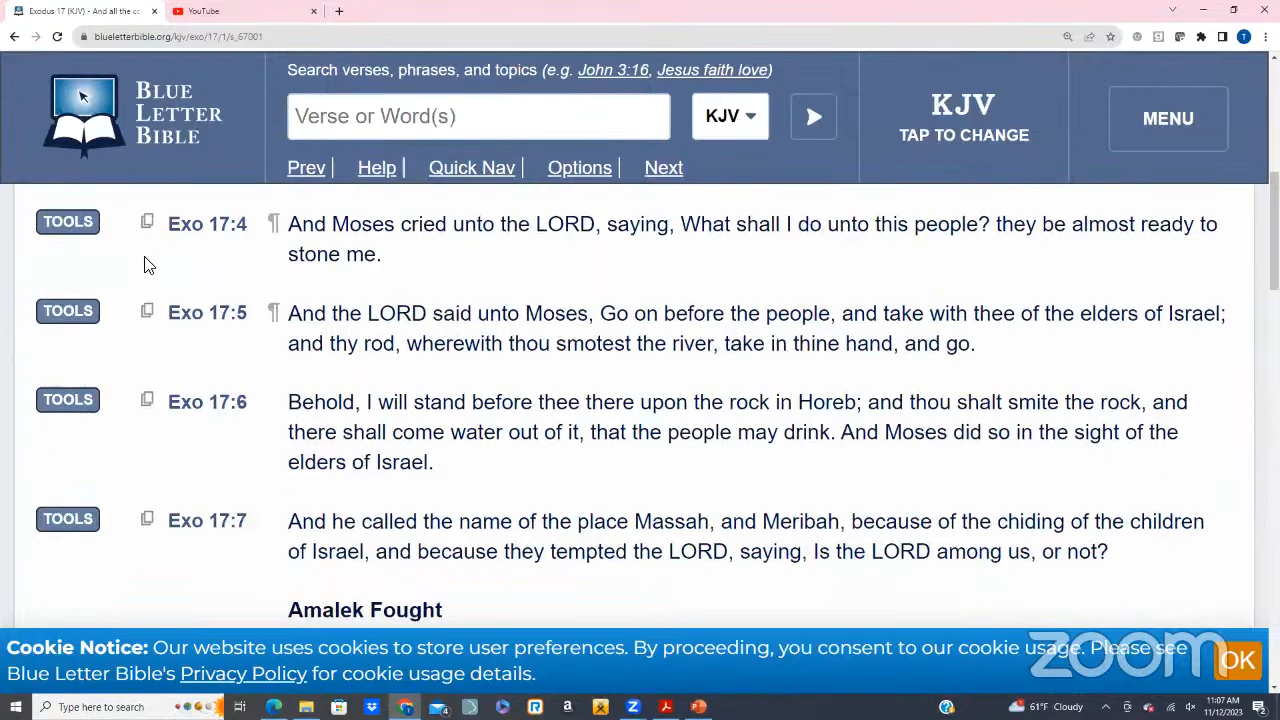 Exodus 17 (KJV) - And all the co
YouTube
blueletterbible.org/kjv/exo/17/1/s_67001
BLUE
LETTER
BIBLE
Search verses, phrases, and topics (e.g. John 3:16, Jesus faith love)
Verse or Word(s)
KJV
Prev | Help | Quick Nav | Options | Next
KJV
TAP TO CHANGE
MENU
TOOLS Exo 17:4 ¶ And Moses cried unto the LORD, saying, What shall I do unto this people? they be almost ready to
stone me.
TOOLS Exo 17:5 ¶ And the LORD said unto Moses, Go on before the people, and take with thee of the elders of Israel;
and thy rod, wherewith thou smotest the river, take in thine hand, and go.
TOOLS Exo 17:6 Behold, I will stand before thee there upon the rock in Horeb; and thou shalt smite the rock, and
there shall come water out of it, that the people may drink. And Moses did so in the sight of the
elders of Israel.
TOOLS Exo 17:7 And he called the name of the place Massah, and Meribah, because of the chiding of the children
of Israel, and because they tempted the LORD, saying, Is the LORD among us, or not?
Amalek Fought
Cookie Notice: Our website uses cookies to store user preferences. By proceeding, you consent to our cookie usage. Please see
Blue Letter Bible's Privacy Policy for cookie usage details.
OK
zoom
Type here to search
61°F Cloudy
11:07 AM
11/12/2023